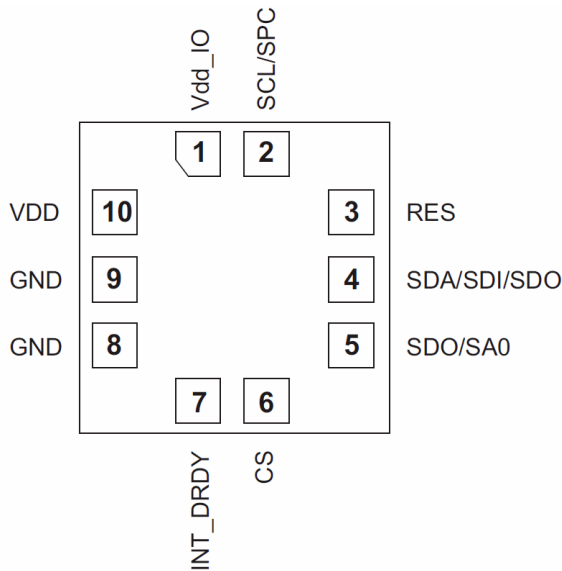 Vdd_IO
SCL/SPC
1
2
VDD
10
3
RES
GND
9
4
SDA/SDI/SDO
GND
8
5
SDO/SA0
7
6
INT_DRDY
CS